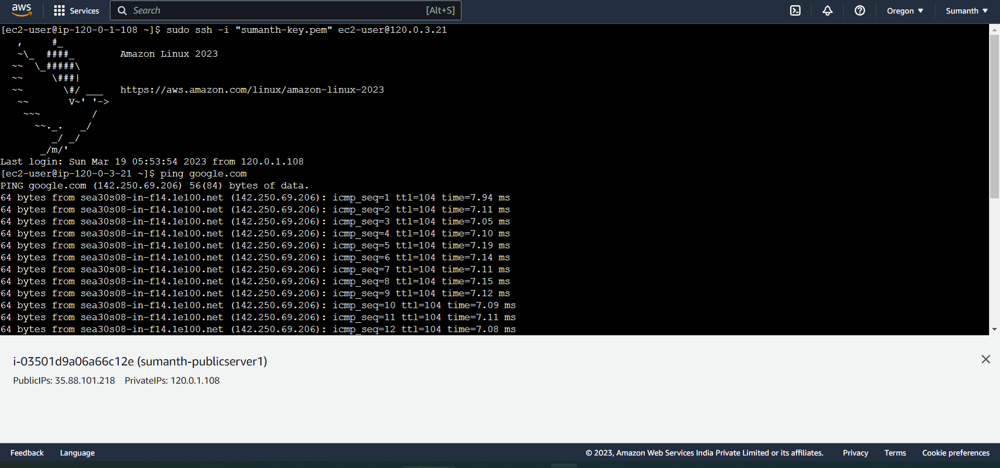 aws Services Search [Alt+S] Oregon Sumanth
[ec2-user@ip-120-0-1-108 ~]$ sudo ssh -i "sumanth-key.pem" ec2-user@120.0.3.21
   ,     #_
   ~\_  ####_        Amazon Linux 2023
  ~~  \_#####\
  ~~     \###|
  ~~       \#/ ___   https://aws.amazon.com/linux/amazon-linux-2023
   ~~       V~' '->
    ~~~         /
      ~~._.   _/
         _/ _/
       _/m/'
Last login: Sun Mar 19 05:53:54 2023 from 120.0.1.108
[ec2-user@ip-120-0-3-21 ~]$ ping google.com
PING google.com (142.250.69.206) 56(84) bytes of data.
64 bytes from sea30s08-in-f14.1e100.net (142.250.69.206): icmp_seq=1 ttl=104 time=7.94 ms
64 bytes from sea30s08-in-f14.1e100.net (142.250.69.206): icmp_seq=2 ttl=104 time=7.11 ms
64 bytes from sea30s08-in-f14.1e100.net (142.250.69.206): icmp_seq=3 ttl=104 time=7.05 ms
64 bytes from sea30s08-in-f14.1e100.net (142.250.69.206): icmp_seq=4 ttl=104 time=7.10 ms
64 bytes from sea30s08-in-f14.1e100.net (142.250.69.206): icmp_seq=5 ttl=104 time=7.19 ms
64 bytes from sea30s08-in-f14.1e100.net (142.250.69.206): icmp_seq=6 ttl=104 time=7.14 ms
64 bytes from sea30s08-in-f14.1e100.net (142.250.69.206): icmp_seq=7 ttl=104 time=7.11 ms
64 bytes from sea30s08-in-f14.1e100.net (142.250.69.206): icmp_seq=8 ttl=104 time=7.15 ms
64 bytes from sea30s08-in-f14.1e100.net (142.250.69.206): icmp_seq=9 ttl=104 time=7.12 ms
64 bytes from sea30s08-in-f14.1e100.net (142.250.69.206): icmp_seq=10 ttl=104 time=7.09 ms
64 bytes from sea30s08-in-f14.1e100.net (142.250.69.206): icmp_seq=11 ttl=104 time=7.11 ms
64 bytes from sea30s08-in-f14.1e100.net (142.250.69.206): icmp_seq=12 ttl=104 time=7.08 ms
i-03501d9a06a66c12e (sumanth-publicserver1)
PublicIPs: 35.88.101.218 PrivateIPs: 120.0.1.108
Feedback Language © 2023, Amazon Web Services India Private Limited or its affiliates. Privacy Terms Cookie preferences